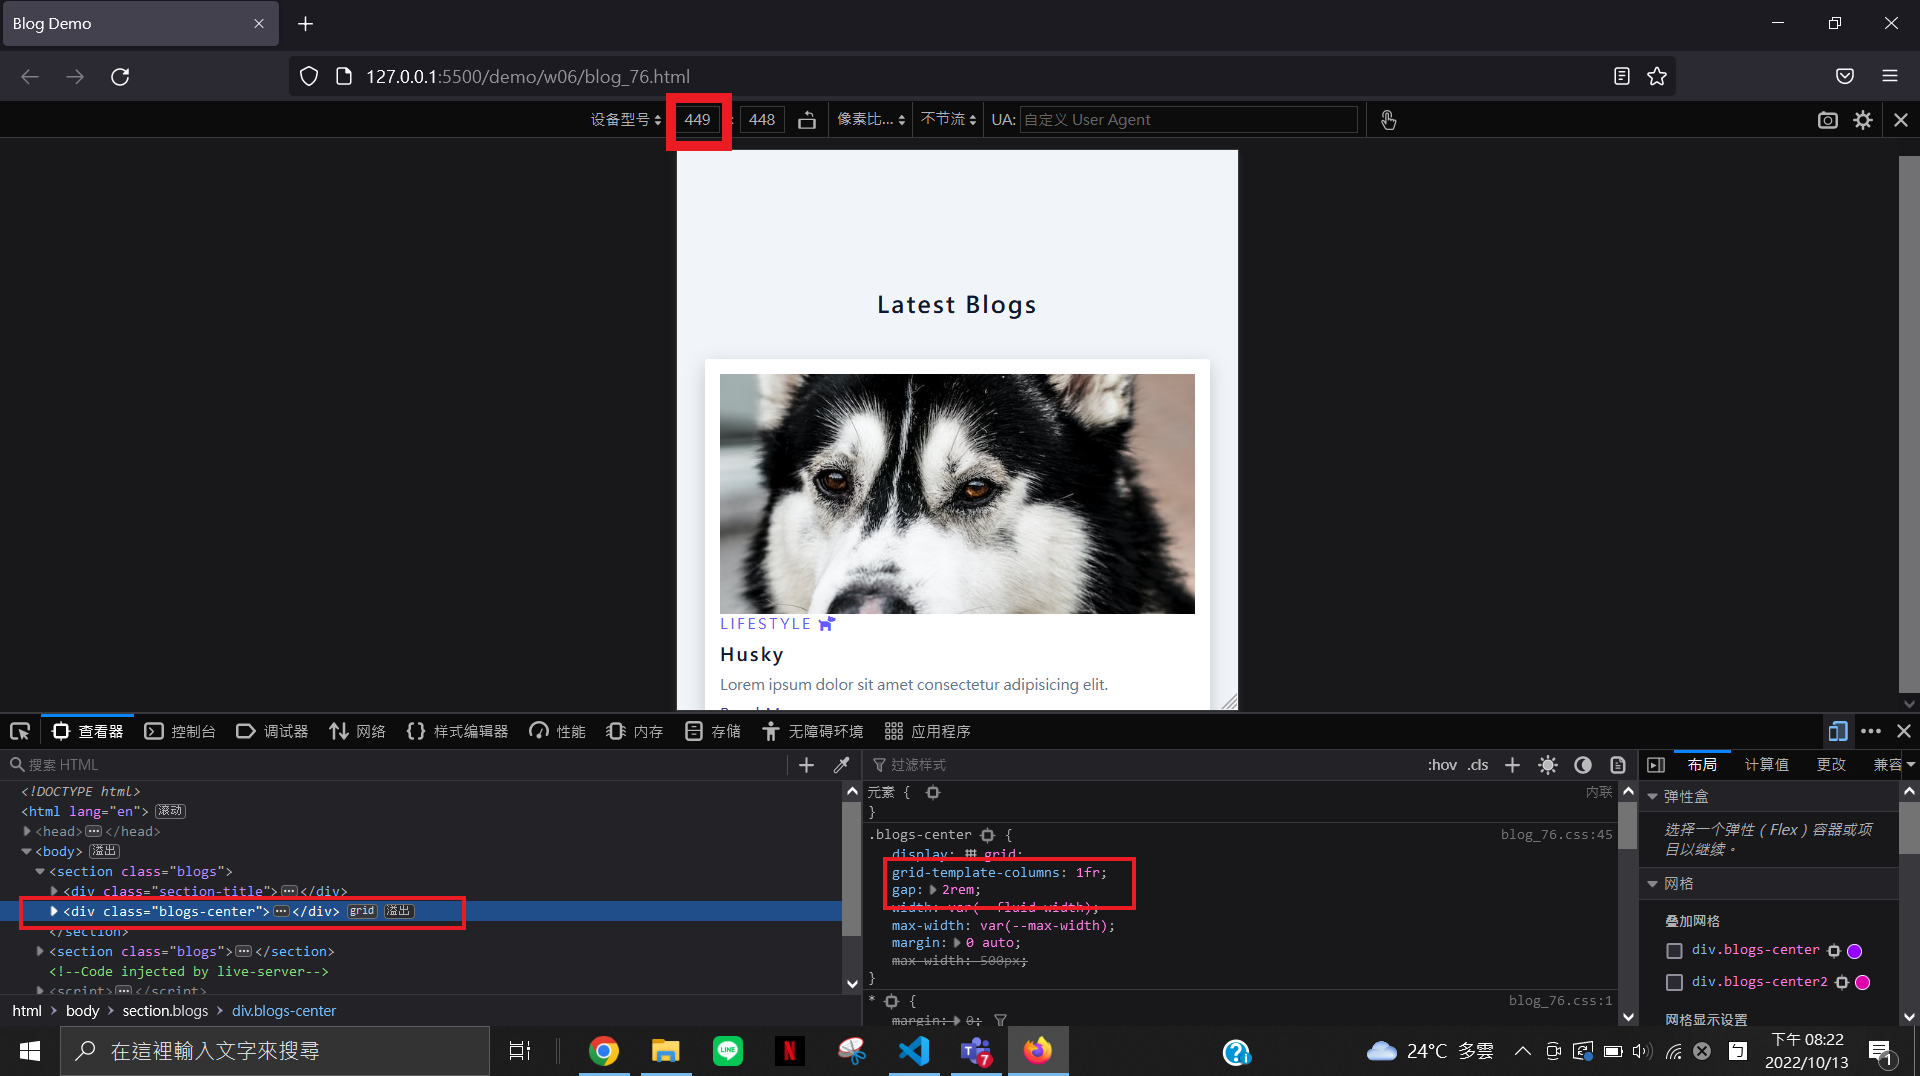 Blog Demo
127.0.0.1:5500/demo/w06/blog_76.html
设备型号 449 448 像素比... 不节流 UA: 自定义 User Agent
Latest Blogs
LIFESTYLE
Husky
Lorem ipsum dolor sit amet consectetur adipisicing elit.
查看器 控制台 调试器 网络 样式编辑器 性能 内存 存储 无障碍环境 应用程序
搜索 HTML
<!DOCTYPE html>
<html lang="en"> 滚动
<head> </head>
<body> 溢出
<section class="blogs">
<div class="section-title"> </div>
<div class="blogs-center"> </div> grid 溢出
</section>
<section class="blogs"> </section>
<!--Code injected by live-server-->
<script> </script>
html > body > section.blogs > div.blogs-center
过滤样式 :hov .cls
元素 { 内联
}
.blogs-center { blog_76.css:45
display: grid;
grid-template-columns: 1fr;
gap: 2rem;
width: var(--fluid-width);
max-width: var(--max-width);
margin: 0 auto;
max-width: 500px;
}
* { blog_76.css:1
margin: 0;
布局 计算值 更改 兼容
弹性盒
选择一个弹性 ( Flex ) 容器或项目以继续。
网格
叠加网格
div.blogs-center
div.blogs-center2
网格显示设置
在這裡輸入文字來搜尋
LINE
N
7
24°C 多雲
下午 08:22
2022/10/13
1